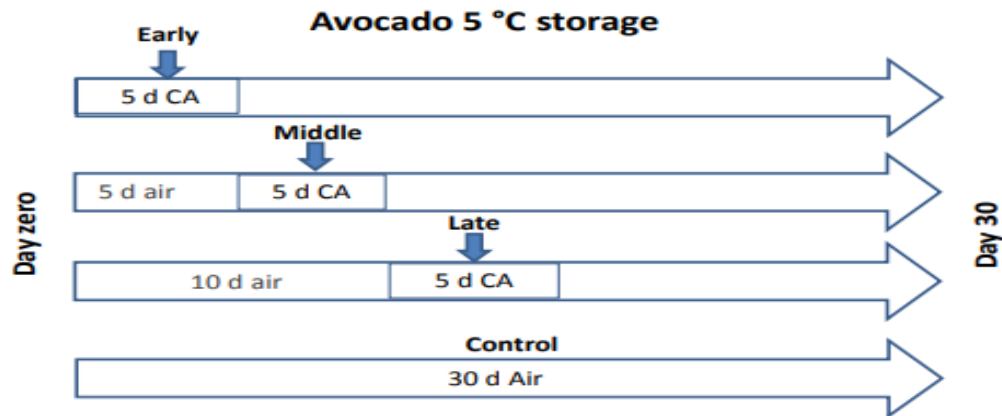 Avocado 5 °C storage
Early
5 d CA
Middle
5 d air
5 d CA
Late
10 d air
5 d CA
Control
30 d Air
Day zero
Day 30